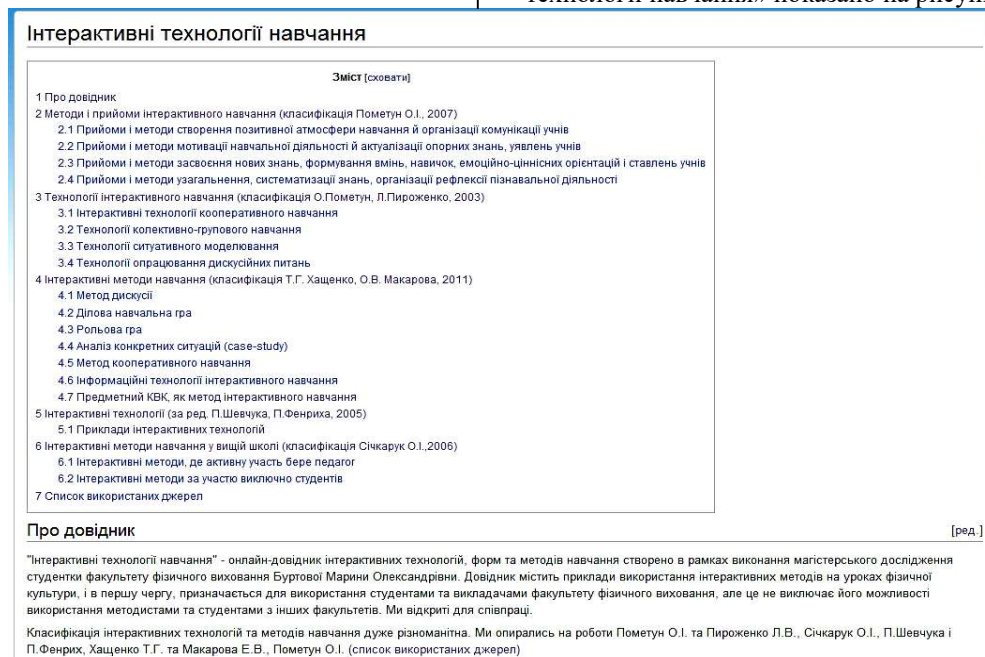 технології навчання» показано на рисун
Інтерактивні технології навчання
Зміст [сховати]
1 Про довідник
2 Методи і прийоми інтерактивного навчання (класифікація Пометун О.І., 2007)
2.1 Прийоми і методи створення позитивної атмосфери навчання й організації комунікації учнів
2.2 Прийоми і методи мотивації навчальної діяльності й актуалізації опорних знань, уявлень учнів
2.3 Прийоми і методи засвоєння нових знань, формування вмінь, навичок, емоційно-ціннісних орієнтацій і ставлень учнів
2.4 Прийоми і методи узагальнення, систематизації знань, організації рефлексії пізнавальної діяльності
3 Технології інтерактивного навчання (класифікація О.Пометун, Л.Пироженко, 2003)
3.1 Інтерактивні технології кооперативного навчання
3.2 Технології колективно-групового навчання
3.3 Технології ситуативного моделювання
3.4 Технології опрацювання дискусійних питань
4 Інтерактивні методи навчання (класифікація Т.Г. Хащенко, О.В. Макарова, 2011)
4.1 Метод дискусії
4.2 Ділова навчальна гра
4.3 Рольова гра
4.4 Аналіз конкретних ситуацій (case-study)
4.5 Метод кооперативного навчання
4.6 Інформаційні технології інтерактивного навчання
4.7 Предметний КВК, як метод інтерактивного навчання
5 Інтерактивні технології (за ред. П.Шевчука, П.Фенриха, 2005)
5.1 Приклади інтерактивних технологій
6 Інтерактивні методи навчання у вищій школі (класифікація Січкарук О.І.,2006)
6.1 Інтерактивні методи, де активну участь бере педагог
6.2 Інтерактивні методи за участю виключно студентів
7 Список використаних джерел
Про довідник [ред.]
"Інтерактивні технології навчання" - онлайн-довідник інтерактивних технологій, форм та методів навчання створено в рамках виконання магістерського дослідження
студентки факультету фізичного виховання Буртової Марини Олександрівни. Довідник містить приклади використання інтерактивних методів на уроках фізичної
культури, і в першу чергу, призначається для використання студентами та викладачами факультету фізичного виховання, але це не виключає його можливості
використання методистами та студентами з інших факультетів. Ми відкриті для співпраці.
Класифікація інтерактивних технологій та методів навчання дуже різноманітна. Ми опирались на роботи Пометун О.І. та Пироженко Л.В., Січкарук О.І., П.Шевчука і
П.Фенрих, Хащенко Т.Г. та Макарова Е.В., Пометун О.І. (список використаних джерел)